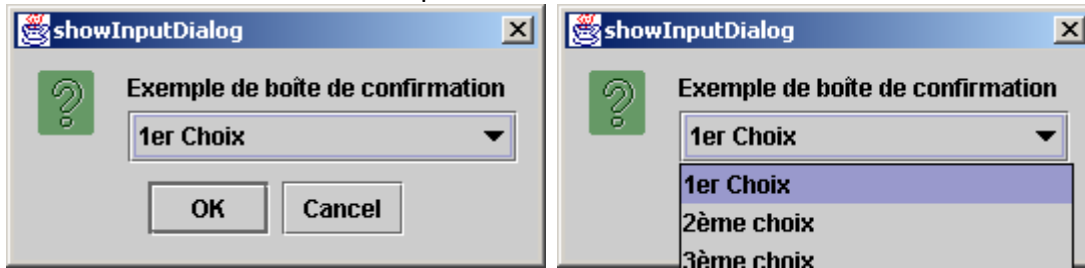 showInputDialog
Exemple de boîte de confirmation
1er Choix
OK Cancel
showInputDialog
Exemple de boîte de confirmation
1er Choix
1er Choix
2ème choix
3ème choix